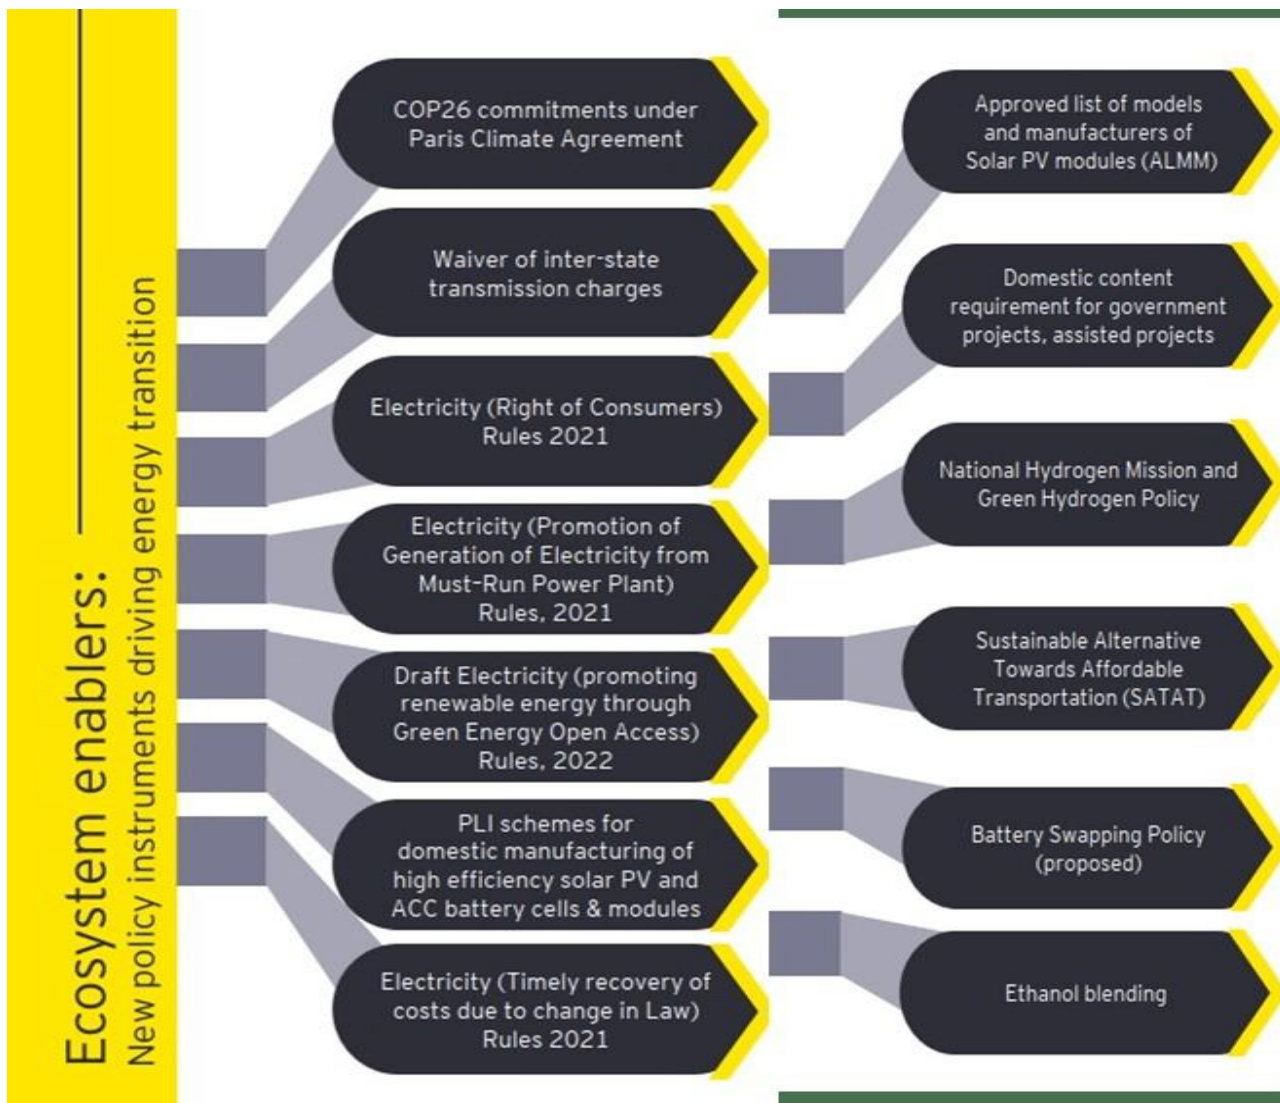 Ecosystem enablers:
New policy instruments driving energy transition
COP26 commitments under
Paris Climate Agreement
Waiver of inter-state
transmission charges
Electricity (Right of Consumers)
Rules 2021
Electricity (Promotion of
Generation of Electricity from
Must-Run Power Plant)
Rules, 2021
Draft Electricity (promoting
renewable energy through
Green Energy Open Access)
Rules, 2022
PLI schemes for
domestic manufacturing of
high efficiency solar PV and
ACC battery cells & modules
Electricity (Timely recovery of
costs due to change in Law)
Rules 2021
Approved list of models
and manufacturers of
Solar PV modules (ALMM)
Domestic content
requirement for government
projects, assisted projects
National Hydrogen Mission and
Green Hydrogen Policy
Sustainable Alternative
Towards Affordable
Transportation (SATAT)
Battery Swapping Policy
(proposed)
Ethanol blending